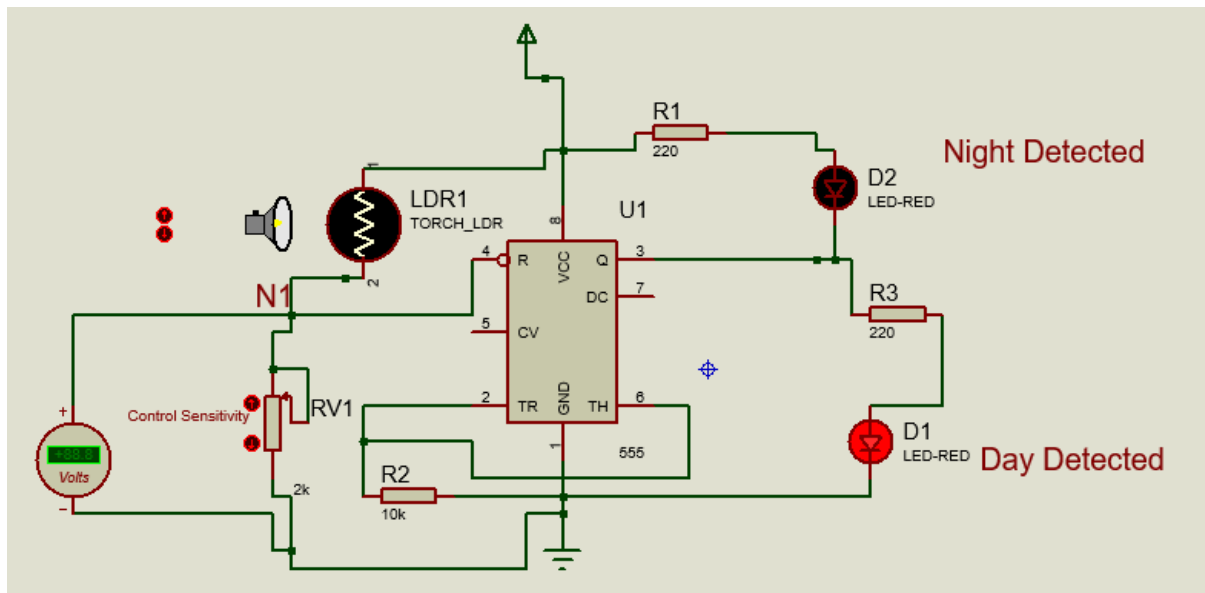 R1
220
Night Detected
D2
LED-RED
1
LDR1
TORCH_LDR
2
U1
8
VCC
4
R
Q
3
DC
7
N1
5
CV
R3
220
Control Sensitivity
RV1
2k
2
TR
GND
TH
6
1
555
+
+88.8
Volts
−
R2
10k
D1
LED-RED
Day Detected